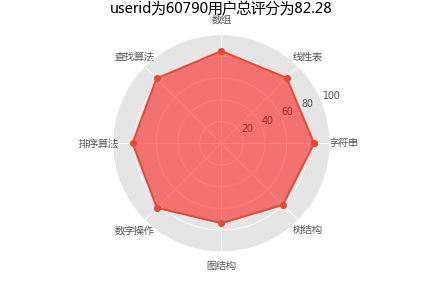 userid为60790用户总评分为82.28
数组
查找算法
线性表
100
80
60
40
20
排序算法
字符串
数字操作
树结构
图结构